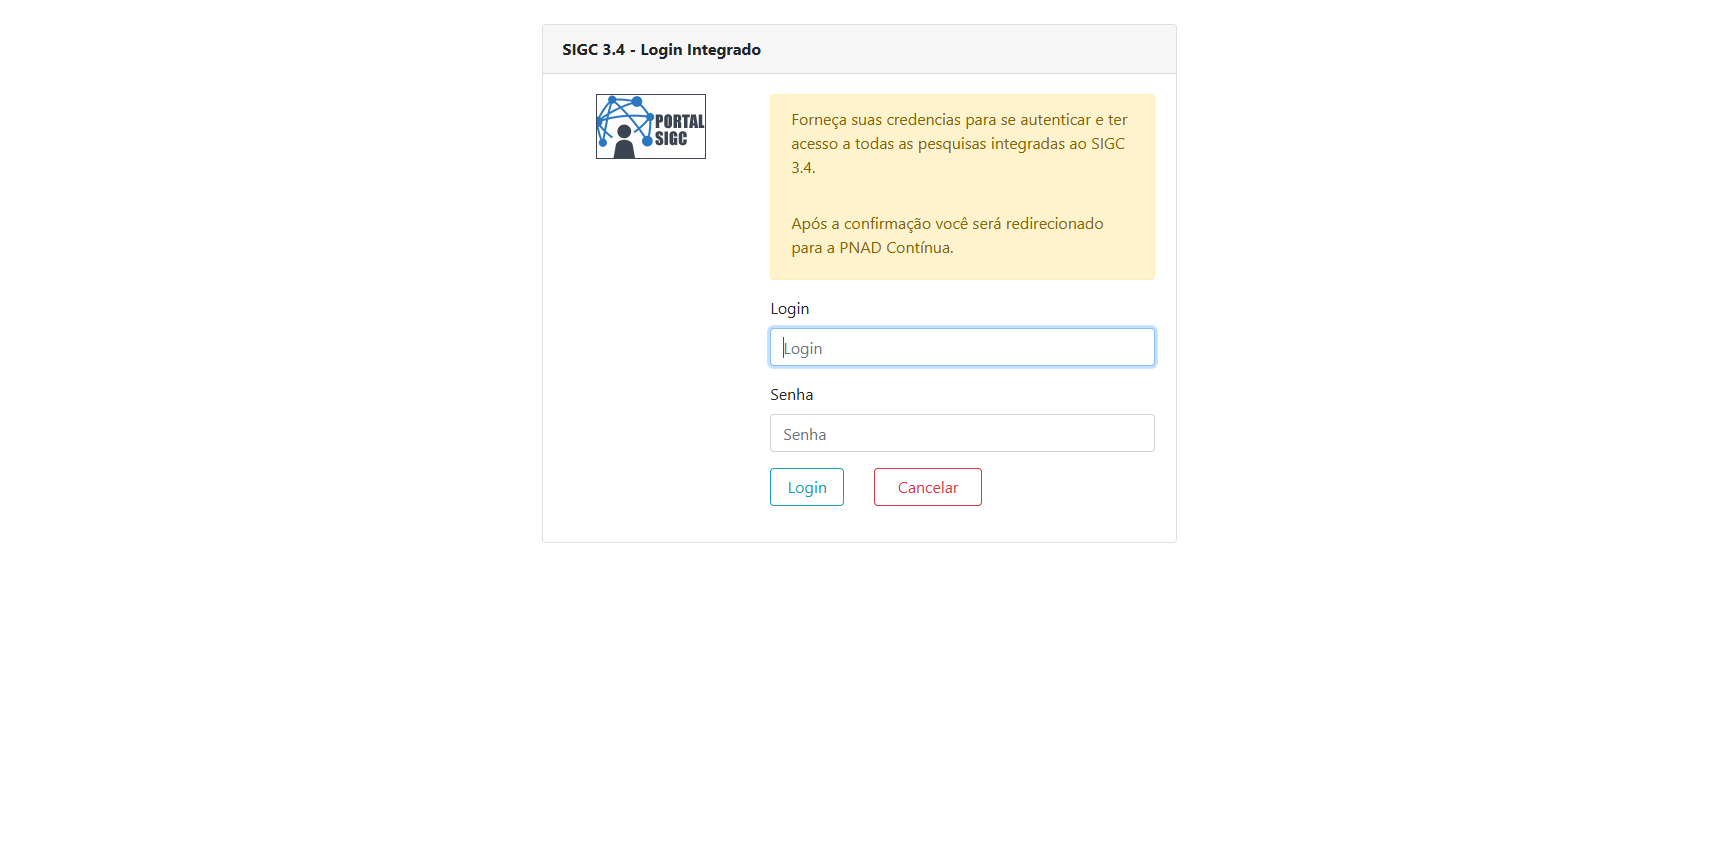 SIGC 3.4 - Login Integrado
PORTAL
SIGC
Forneça suas credencias para se autenticar e ter
acesso a todas as pesquisas integradas ao SIGC
3.4.
Após a confirmação você será redirecionado
para a PNAD Contínua.
Login
Login
Senha
Senha
Login
Cancelar